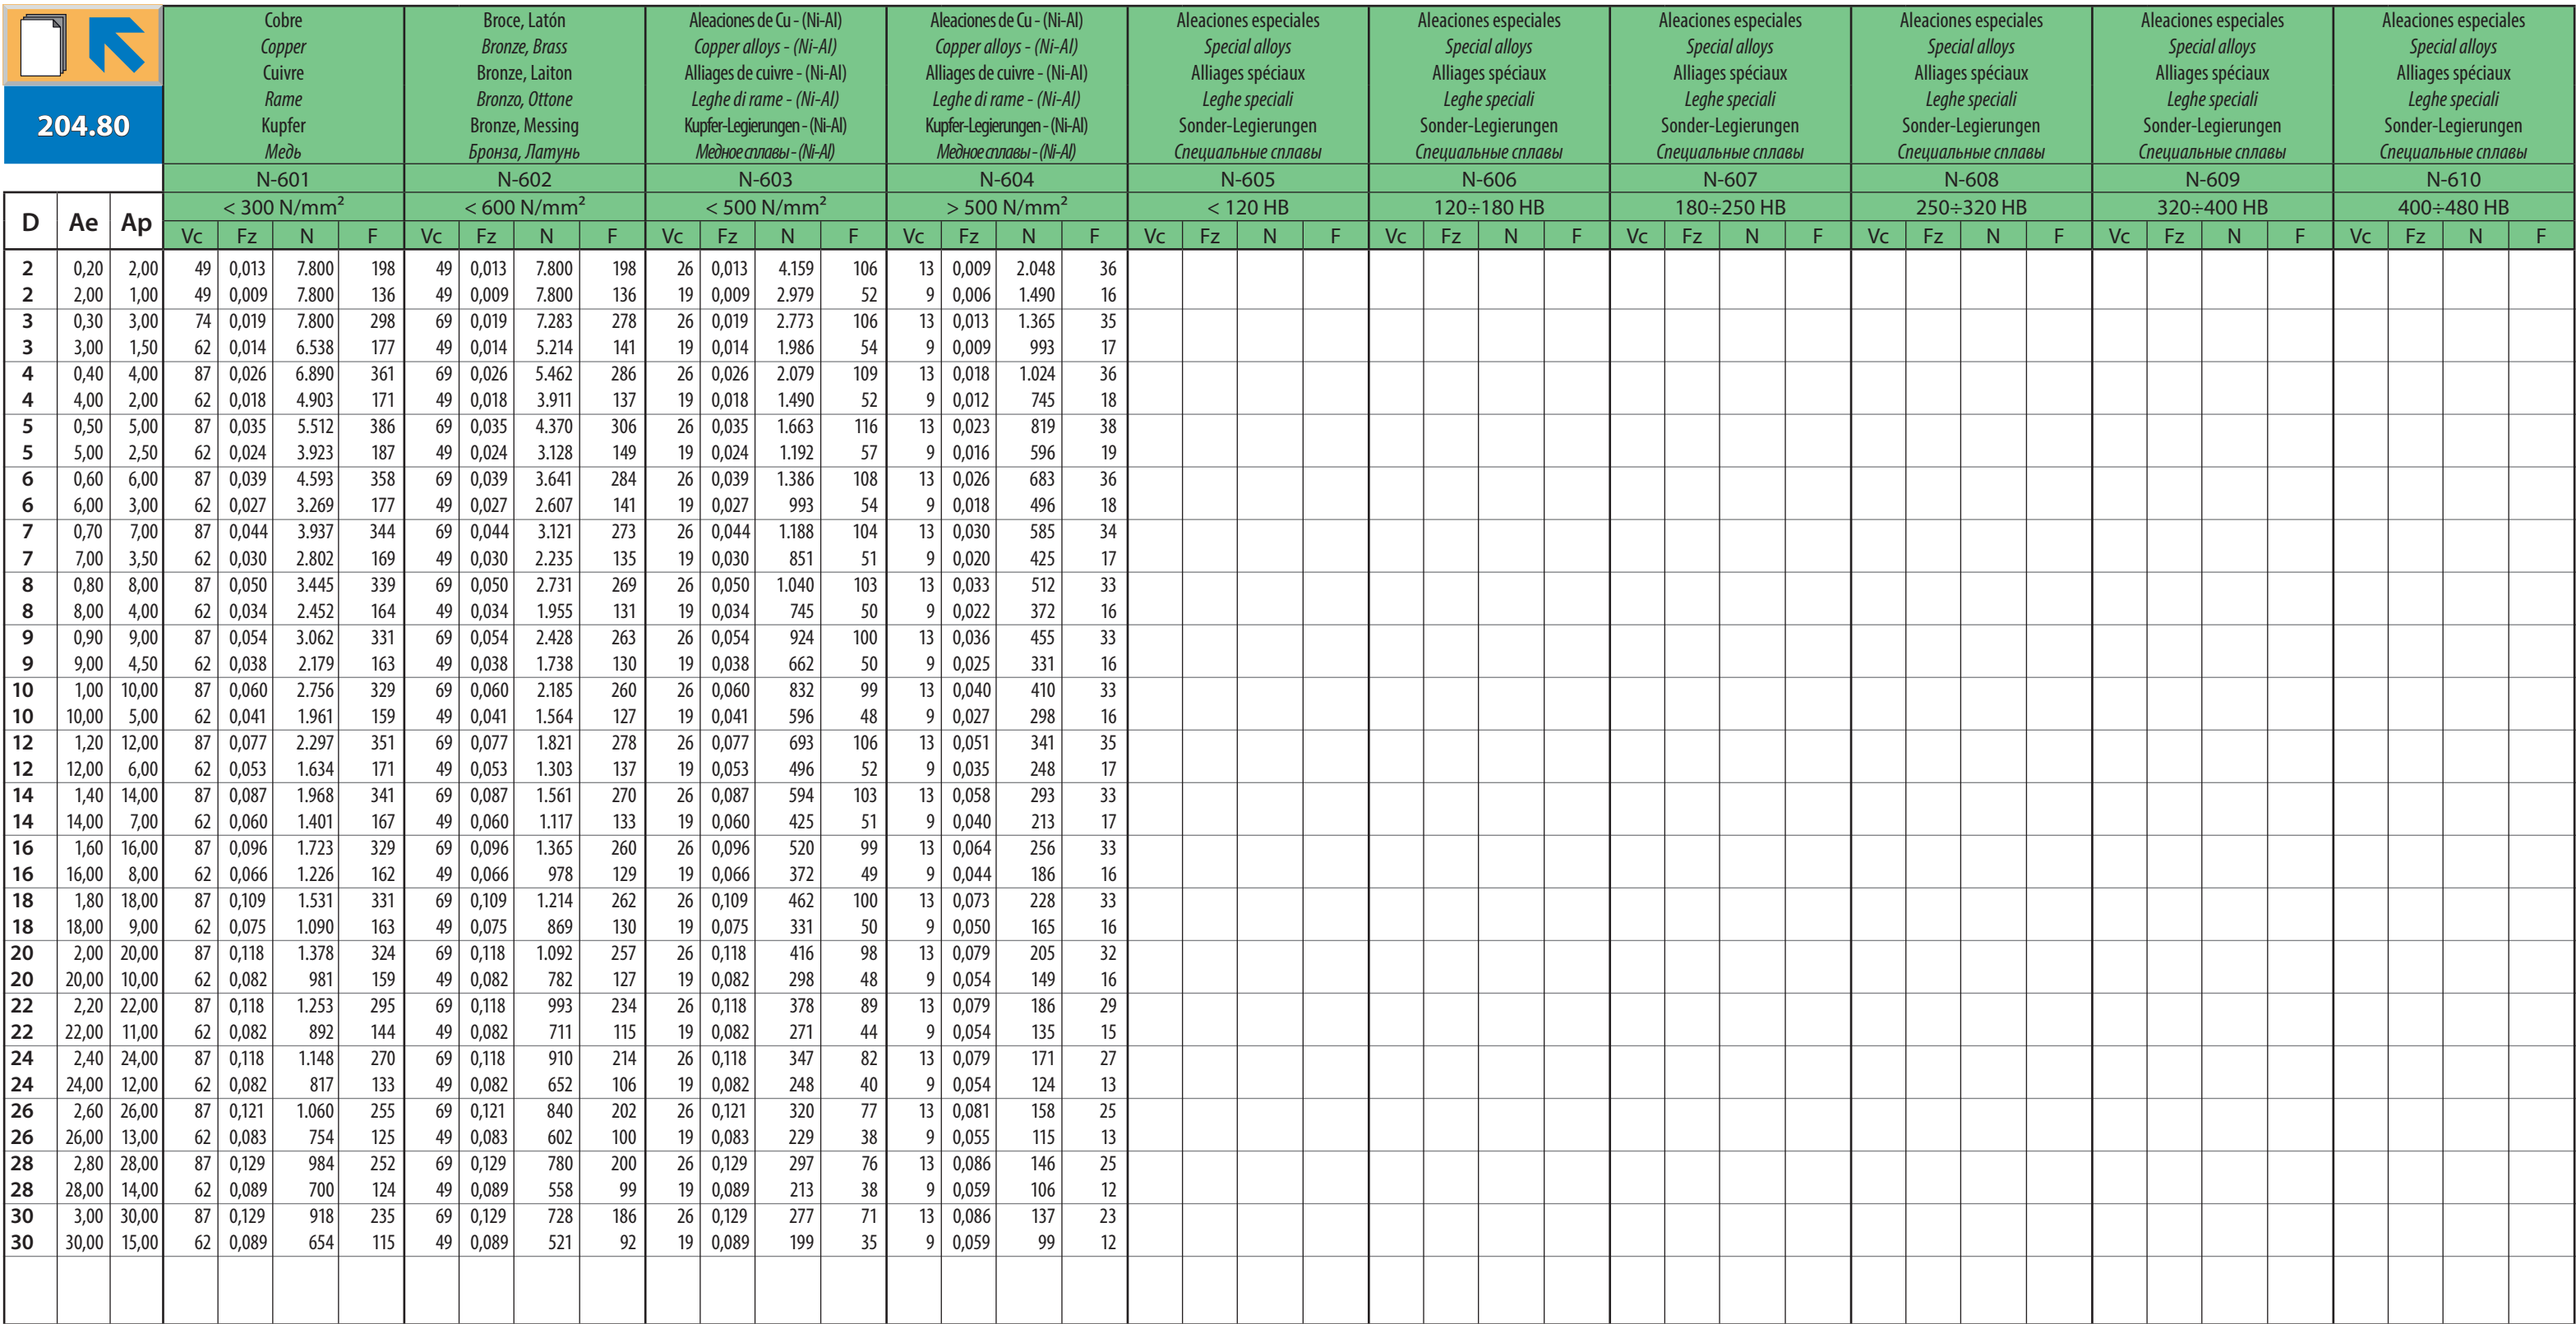 204.80
Cobre Broce, Latón Aleaciones de Cu - (Ni-Al) Aleaciones de Cu - (Ni-Al) Aleaciones especiales Aleaciones especiales Aleaciones especiales Aleaciones especiales Aleaciones especiales Aleaciones especiales
Copper Bronze, Brass Copper alloys - (Ni-Al) Copper alloys - (Ni-Al) Special alloys Special alloys Special alloys Special alloys Special alloys Special alloys
Cuivre Bronze, Laiton Alliages de cuivre - (Ni-Al) Alliages de cuivre - (Ni-Al) Alliages spéciaux Alliages spéciaux Alliages spéciaux Alliages spéciaux Alliages spéciaux Alliages spéciaux
Rame Bronzo, Ottone Leghe di rame - (Ni-Al) Leghe di rame - (Ni-Al) Leghe speciali Leghe speciali Leghe speciali Leghe speciali Leghe speciali Leghe speciali
Kupfer Bronze, Messing Kupfer-Legierungen - (Ni-Al) Kupfer-Legierungen - (Ni-Al) Sonder-Legierungen Sonder-Legierungen Sonder-Legierungen Sonder-Legierungen Sonder-Legierungen Sonder-Legierungen
Медь Бронза, Латунь Медное сплавы - (Ni-Al) Медное сплавы - (Ni-Al) Специальные сплавы Специальные сплавы Специальные сплавы Специальные сплавы Специальные сплавы Специальные сплавы
N-601 N-602 N-603 N-604 N-605 N-606 N-607 N-608 N-609 N-610
< 300 N/mm² < 600 N/mm² < 500 N/mm² > 500 N/mm² < 120 HB 120÷180 HB 180÷250 HB 250÷320 HB 320÷400 HB 400÷480 HB
D Ae Ap Vc Fz N F Vc Fz N F Vc Fz N F Vc Fz N F Vc Fz N F Vc Fz N F Vc Fz N F Vc Fz N F Vc Fz N F Vc Fz N F
2 0,20 2,00 49 0,013 7.800 198 49 0,013 7.800 198 26 0,013 4.159 106 13 0,009 2.048 36
2 2,00 1,00 49 0,009 7.800 136 49 0,009 7.800 136 19 0,009 2.979 52 9 0,006 1.490 16
3 0,30 3,00 74 0,019 7.800 298 69 0,019 7.283 278 26 0,019 2.773 106 13 0,013 1.365 35
3 3,00 1,50 62 0,014 6.538 177 49 0,014 5.214 141 19 0,014 1.986 54 9 0,009 993 17
4 0,40 4,00 87 0,026 6.890 361 69 0,026 5.462 286 26 0,026 2.079 109 13 0,018 1.024 36
4 4,00 2,00 62 0,018 4.903 171 49 0,018 3.911 137 19 0,018 1.490 52 9 0,012 745 18
5 0,50 5,00 87 0,035 5.512 386 69 0,035 4.370 306 26 0,035 1.663 116 13 0,023 819 38
5 5,00 2,50 62 0,024 3.923 187 49 0,024 3.128 149 19 0,024 1.192 57 9 0,016 596 19
6 0,60 6,00 87 0,039 4.593 358 69 0,039 3.641 284 26 0,039 1.386 108 13 0,026 683 36
6 6,00 3,00 62 0,027 3.269 177 49 0,027 2.607 141 19 0,027 993 54 9 0,018 496 18
7 0,70 7,00 87 0,044 3.937 344 69 0,044 3.121 273 26 0,044 1.188 104 13 0,030 585 34
7 7,00 3,50 62 0,030 2.802 169 49 0,030 2.235 135 19 0,030 851 51 9 0,020 425 17
8 0,80 8,00 87 0,050 3.445 339 69 0,050 2.731 269 26 0,050 1.040 103 13 0,033 512 33
8 8,00 4,00 62 0,034 2.452 164 49 0,034 1.955 131 19 0,034 745 50 9 0,022 372 16
9 0,90 9,00 87 0,054 3.062 331 69 0,054 2.428 263 26 0,054 924 100 13 0,036 455 33
9 9,00 4,50 62 0,038 2.179 163 49 0,038 1.738 130 19 0,038 662 50 9 0,025 331 16
10 1,00 10,00 87 0,060 2.756 329 69 0,060 2.185 260 26 0,060 832 99 13 0,040 410 33
10 10,00 5,00 62 0,041 1.961 159 49 0,041 1.564 127 19 0,041 596 48 9 0,027 298 16
12 1,20 12,00 87 0,077 2.297 351 69 0,077 1.821 278 26 0,077 693 106 13 0,051 341 35
12 12,00 6,00 62 0,053 1.634 171 49 0,053 1.303 137 19 0,053 496 52 9 0,035 248 17
14 1,40 14,00 87 0,087 1.968 341 69 0,087 1.561 270 26 0,087 594 103 13 0,058 293 33
14 14,00 7,00 62 0,060 1.401 167 49 0,060 1.117 133 19 0,060 425 51 9 0,040 213 17
16 1,60 16,00 87 0,096 1.723 329 69 0,096 1.365 260 26 0,096 520 99 13 0,064 256 33
16 16,00 8,00 62 0,066 1.226 162 49 0,066 978 129 19 0,066 372 49 9 0,044 186 16
18 1,80 18,00 87 0,109 1.531 331 69 0,109 1.214 262 26 0,109 462 100 13 0,073 228 33
18 18,00 9,00 62 0,075 1.090 163 49 0,075 869 130 19 0,075 331 50 9 0,050 165 16
20 2,00 20,00 87 0,118 1.378 324 69 0,118 1.092 257 26 0,118 416 98 13 0,079 205 32
20 20,00 10,00 62 0,082 981 159 49 0,082 782 127 19 0,082 298 48 9 0,054 149 16
22 2,20 22,00 87 0,118 1.253 295 69 0,118 993 234 26 0,118 378 89 13 0,079 186 29
22 22,00 11,00 62 0,082 892 144 49 0,082 711 115 19 0,082 271 44 9 0,054 135 15
24 2,40 24,00 87 0,118 1.148 270 69 0,118 910 214 26 0,118 347 82 13 0,079 171 27
24 24,00 12,00 62 0,082 817 133 49 0,082 652 106 19 0,082 248 40 9 0,054 124 13
26 2,60 26,00 87 0,121 1.060 255 69 0,121 840 202 26 0,121 320 77 13 0,081 158 25
26 26,00 13,00 62 0,083 754 125 49 0,083 602 100 19 0,083 229 38 9 0,055 115 13
28 2,80 28,00 87 0,129 984 252 69 0,129 780 200 26 0,129 297 76 13 0,086 146 25
28 28,00 14,00 62 0,089 700 124 49 0,089 558 99 19 0,089 213 38 9 0,059 106 12
30 3,00 30,00 87 0,129 918 235 69 0,129 728 186 26 0,129 277 71 13 0,086 137 23
30 30,00 15,00 62 0,089 654 115 49 0,089 521 92 19 0,089 199 35 9 0,059 99 12